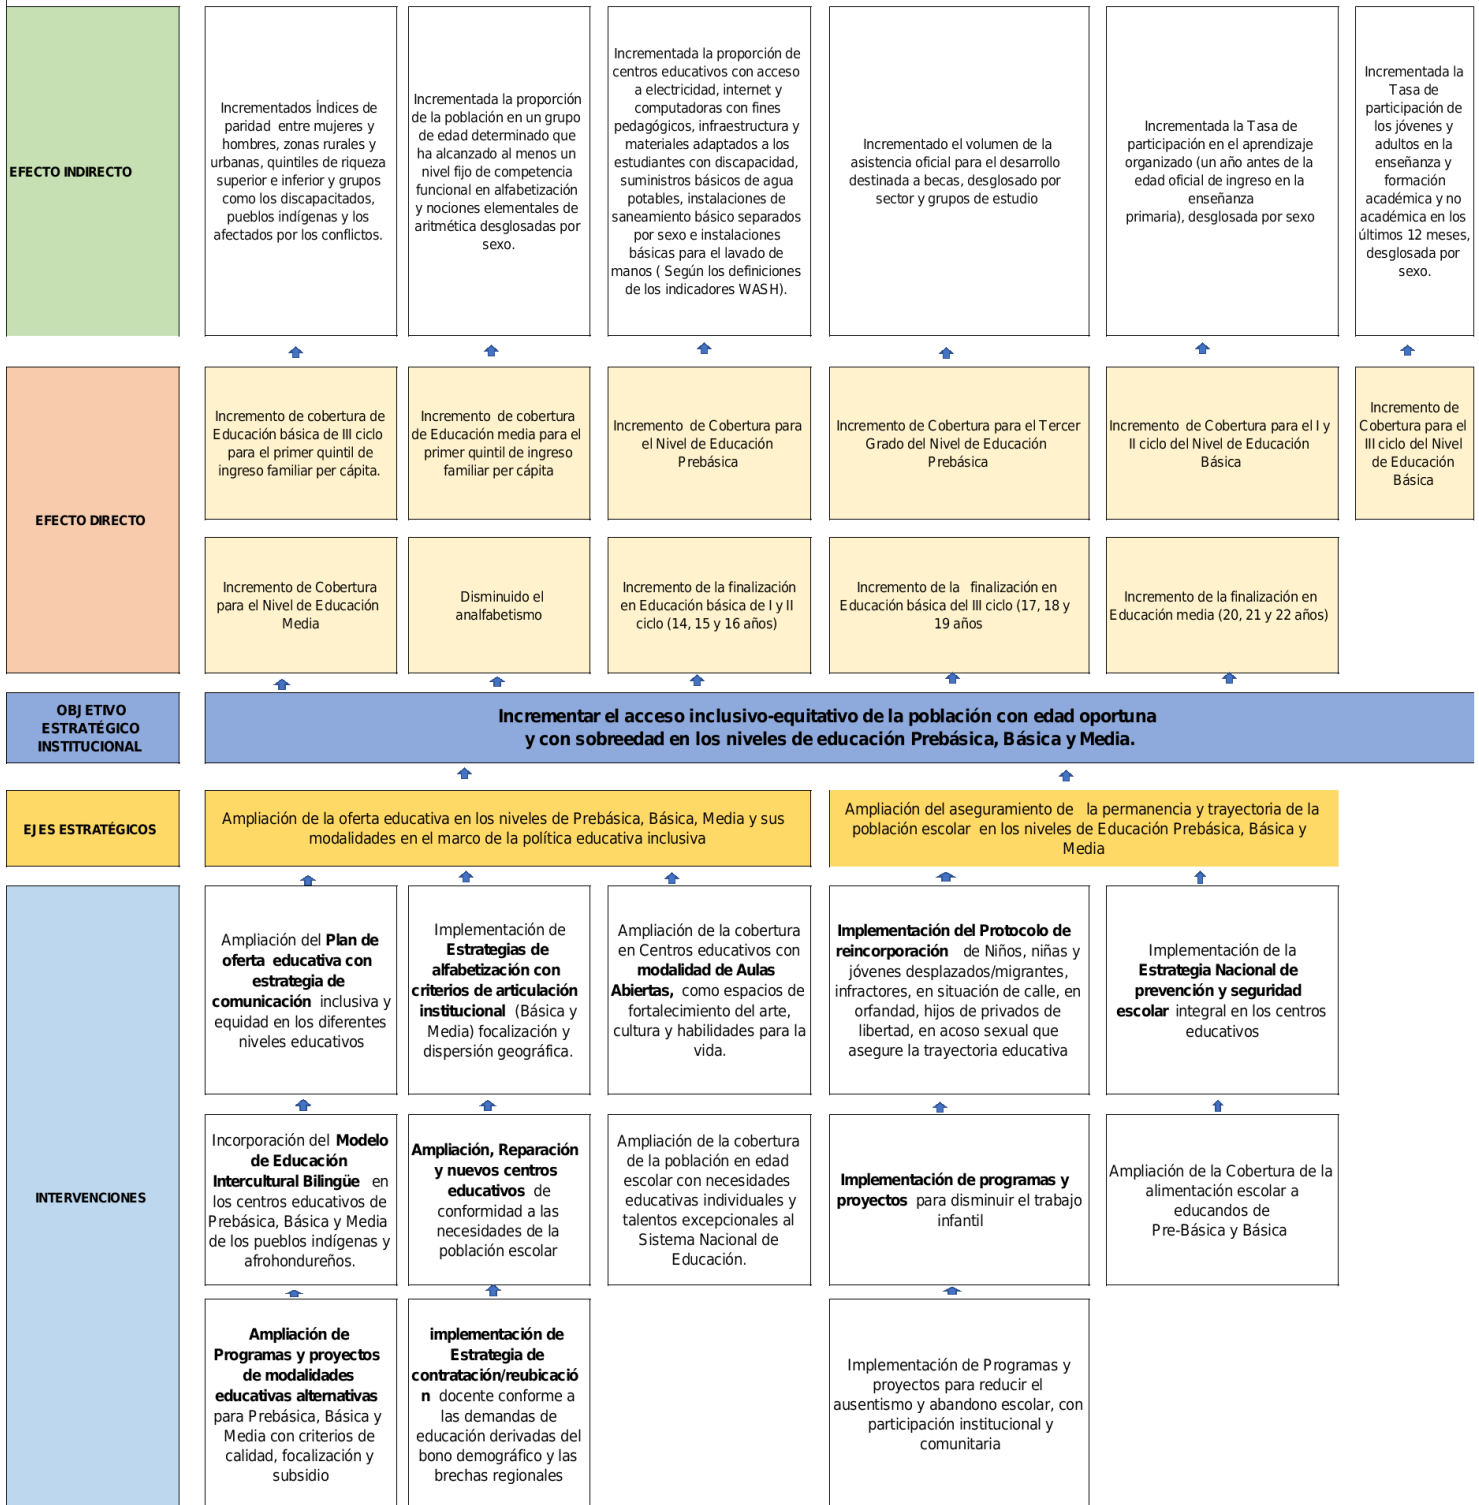 EFECTO INDIRECTO
Incrementados Índices de
paridad entre mujeres y
hombres, zonas rurales y
urbanas, quintiles de riqueza
superior e inferior y grupos
como los discapacitados,
pueblos indígenas y los
afectados por los conflictos.
Incrementada la proporción
de la población en un grupo
de edad determinado que
ha alcanzado al menos un
nivel fijo de competencia
funcional en alfabetización
y nociones elementales de
aritmética desglosadas por
sexo.
Incrementada la proporción de
centros educativos con acceso
a electricidad, internet y
computadoras con fines
pedagógicos, infraestructura y
materiales adaptados a los
estudiantes con discapacidad,
suministros básicos de agua
potables, instalaciones de
saneamiento básico separados
por sexo e instalaciones
básicas para el lavado de
manos ( Según los definiciones
de los indicadores WASH).
Incrementado el volumen de la
asistencia oficial para el desarrollo
destinada a becas, desglosado por
sector y grupos de estudio
Incrementada la Tasa de
participación en el aprendizaje
organizado (un año antes de la
edad oficial de ingreso en la
enseñanza
primaria), desglosada por sexo
Incrementada la
Tasa de
participación de
los jóvenes y
adultos en la
enseñanza y
formación
académica y no
académica en los
últimos 12 meses,
desglosada por
sexo.
EFECTO DIRECTO
Incremento de cobertura de
Educación básica de III ciclo
para el primer quintil de
ingreso familiar per cápita.
Incremento de cobertura
de Educación media para el
primer quintil de ingreso
familiar per cápita
Incremento de Cobertura para
el Nivel de Educación
Prebásica
Incremento de Cobertura para el Tercer
Grado del Nivel de Educación
Prebásica
Incremento de Cobertura para el I y
II ciclo del Nivel de Educación
Básica
Incremento de
Cobertura para el
III ciclo del Nivel
de Educación
Básica
Incremento de Cobertura
para el Nivel de Educación
Media
Disminuido el
analfabetismo
Incremento de la finalización
en Educación básica de I y II
ciclo (14, 15 y 16 años)
Incremento de la finalización en
Educación básica del III ciclo (17, 18 y
19 años
Incremento de la finalización en
Educación media (20, 21 y 22 años)
OBJETIVO
ESTRATÉGICO
INSTITUCIONAL
Incrementar el acceso inclusivo-equitativo de la población con edad oportuna
y con sobreedad en los niveles de educación Prebásica, Básica y Media.
EJES ESTRATÉGICOS
Ampliación de la oferta educativa en los niveles de Prebásica, Básica, Media y sus
modalidades en el marco de la política educativa inclusiva
Ampliación del aseguramiento de la permanencia y trayectoria de la
población escolar en los niveles de Educación Prebásica, Básica y
Media
INTERVENCIONES
Ampliación del Plan de
oferta educativa con
estrategia de
comunicación inclusiva y
equidad en los diferentes
niveles educativos
Implementación de
Estrategias de
alfabetización con
criterios de articulación
institucional (Básica y
Media) focalización y
dispersión geográfica.
Ampliación de la cobertura
en Centros educativos con
modalidad de Aulas
Abiertas, como espacios de
fortalecimiento del arte,
cultura y habilidades para la
vida.
Implementación del Protocolo de
reincorporación de Niños, niñas y
jóvenes desplazados/migrantes,
infractores, en situación de calle, en
orfandad, hijos de privados de
libertad, en acoso sexual que
asegure la trayectoria educativa
Implementación de la
Estrategia Nacional de
prevención y seguridad
escolar integral en los centros
educativos
Incorporación del Modelo
de Educación
Intercultural Bilingüe en
los centros educativos de
Prebásica, Básica y Media
de los pueblos indígenas y
afrohondureños.
Ampliación, Reparación
y nuevos centros
educativos de
conformidad a las
necesidades de la
población escolar
Ampliación de la cobertura
de la población en edad
escolar con necesidades
educativas individuales y
talentos excepcionales al
Sistema Nacional de
Educación.
Implementación de programas y
proyectos para disminuir el trabajo
infantil
Ampliación de la Cobertura de la
alimentación escolar a
educandos de
Pre-Básica y Básica
Ampliación de
Programas y proyectos
de modalidades
educativas alternativas
para Prebásica, Básica y
Media con criterios de
calidad, focalización y
subsidio
implementación de
Estrategia de
contratación/reubicació
n docente conforme a
las demandas de
educación derivadas del
bono demográfico y las
brechas regionales
Implementación de Programas y
proyectos para reducir el
ausentismo y abandono escolar, con
participación institucional y
comunitaria